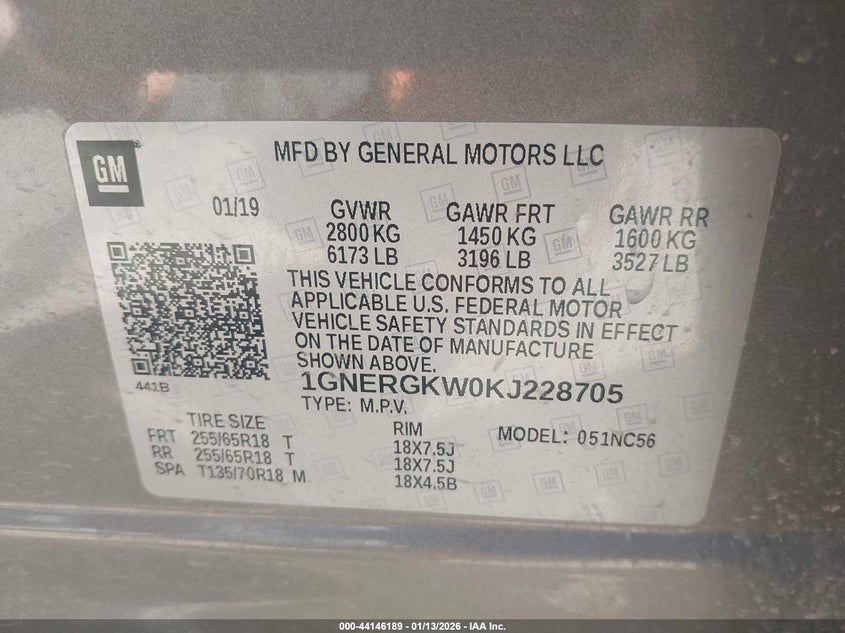 GM
MFD BY GENERAL MOTORS LLC
01/19
GVWR GAWR FRT GAWR RR
2800 KG 1450 KG 1600 KG
6173 LB 3196 LB 3527 LB
THIS VEHICLE CONFORMS TO ALL
APPLICABLE U.S. FEDERAL MOTOR
VEHICLE SAFETY STANDARDS IN EFFECT
ON THE DATE OF MANUFACTURE
SHOWN ABOVE.
441B
1GNERGKW0KJ228705
TYPE: M.P.V.
TIRE SIZE RIM MODEL: 051NC56
FRT 255/65R18 T 18X7.5J
RR 255/65R18 T 18X7.5J
SPA T135/70R18 M 18X4.5B
000-44146189 - 01/13/2026 - IAA Inc.